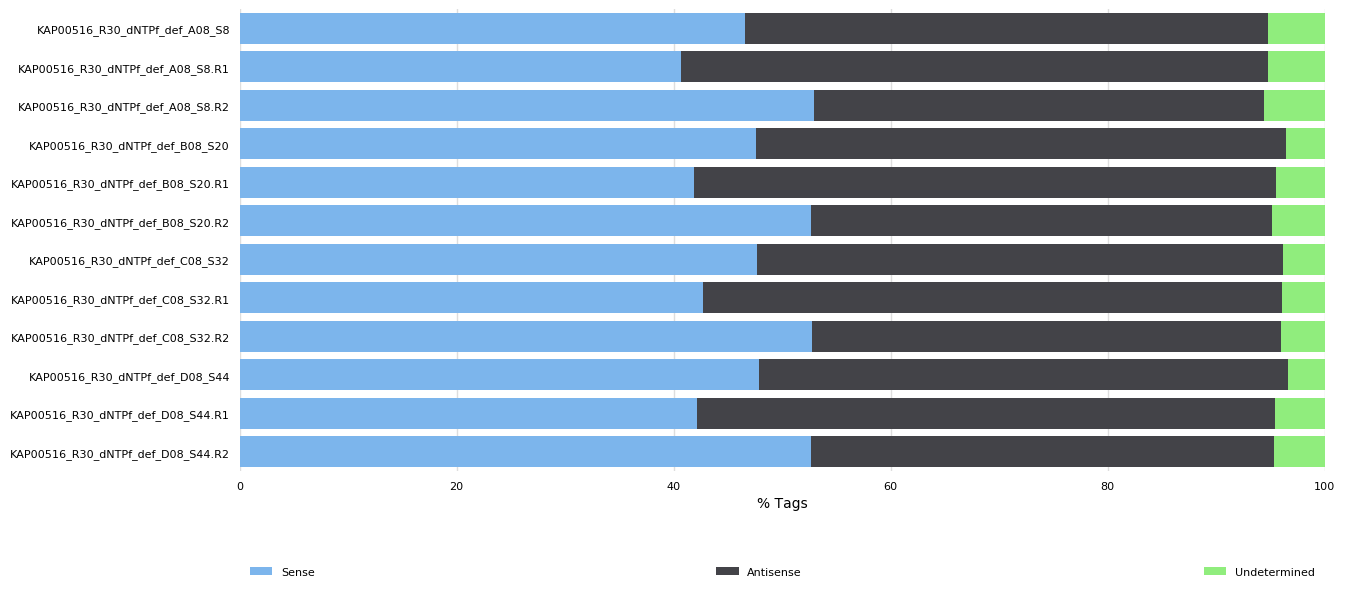 KAP00516_R30_dNTPf_def_A08_S8
KAP00516_R30_dNTPf_def_A08_S8.R1
KAP00516_R30_dNTPf_def_A08_S8.R2
KAP00516_R30_dNTPf_def_B08_S20
KAP00516_R30_dNTPf_def_B08_S20.R1
KAP00516_R30_dNTPf_def_B08_S20.R2
KAP00516_R30_dNTPf_def_C08_S32
KAP00516_R30_dNTPf_def_C08_S32.R1
KAP00516_R30_dNTPf_def_C08_S32.R2
KAP00516_R30_dNTPf_def_D08_S44
KAP00516_R30_dNTPf_def_D08_S44.R1
KAP00516_R30_dNTPf_def_D08_S44.R2
0 20 40 60 80 100
% Tags
Sense Antisense Undetermined